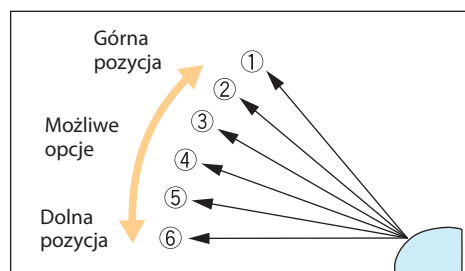 Górna
pozycja
Możliwe
opcje
Dolna
pozycja
①
②
③
④
⑤
⑥